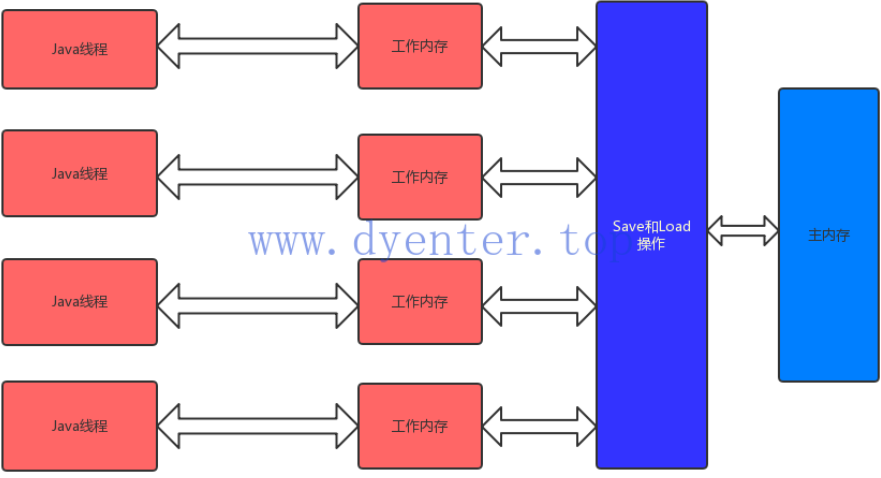 Java线程
工作内存
Java线程
工作内存
Save和Load
操作
主内存
www.dyenter.top
Java线程
工作内存
Java线程
工作内存